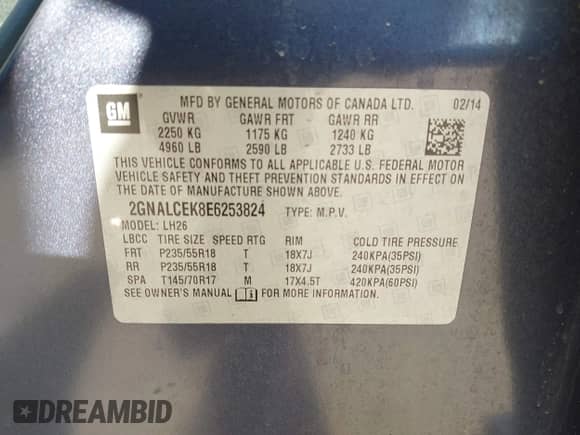 GM
MFD BY GENERAL MOTORS OF CANADA LTD. 02/14
GVWR GAWR FRT GAWR RR
2250 KG 1175 KG 1240 KG
4960 LB 2590 LB 2733 LB
THIS VEHICLE CONFORMS TO ALL APPLICABLE U.S. FEDERAL MOTOR
VEHICLE SAFETY AND THEFT PREVENTION STANDARDS IN EFFECT ON
THE DATE OF MANUFACTURE SHOWN ABOVE.
2GNALCEK8E6253824 TYPE: M.P.V.
MODEL: LH26
LBCC TIRE SIZE SPEED RTG RIM COLD TIRE PRESSURE
FRT P235/55R18 T 18X7J 240KPA(35PSI)
RR P235/55R18 T 18X7J 240KPA(35PSI)
SPA T145/70R17 M 17X4.5T 420KPA(60PSI)
SEE OWNER'S MANUAL FOR MORE INFORMATION
DREAMBID